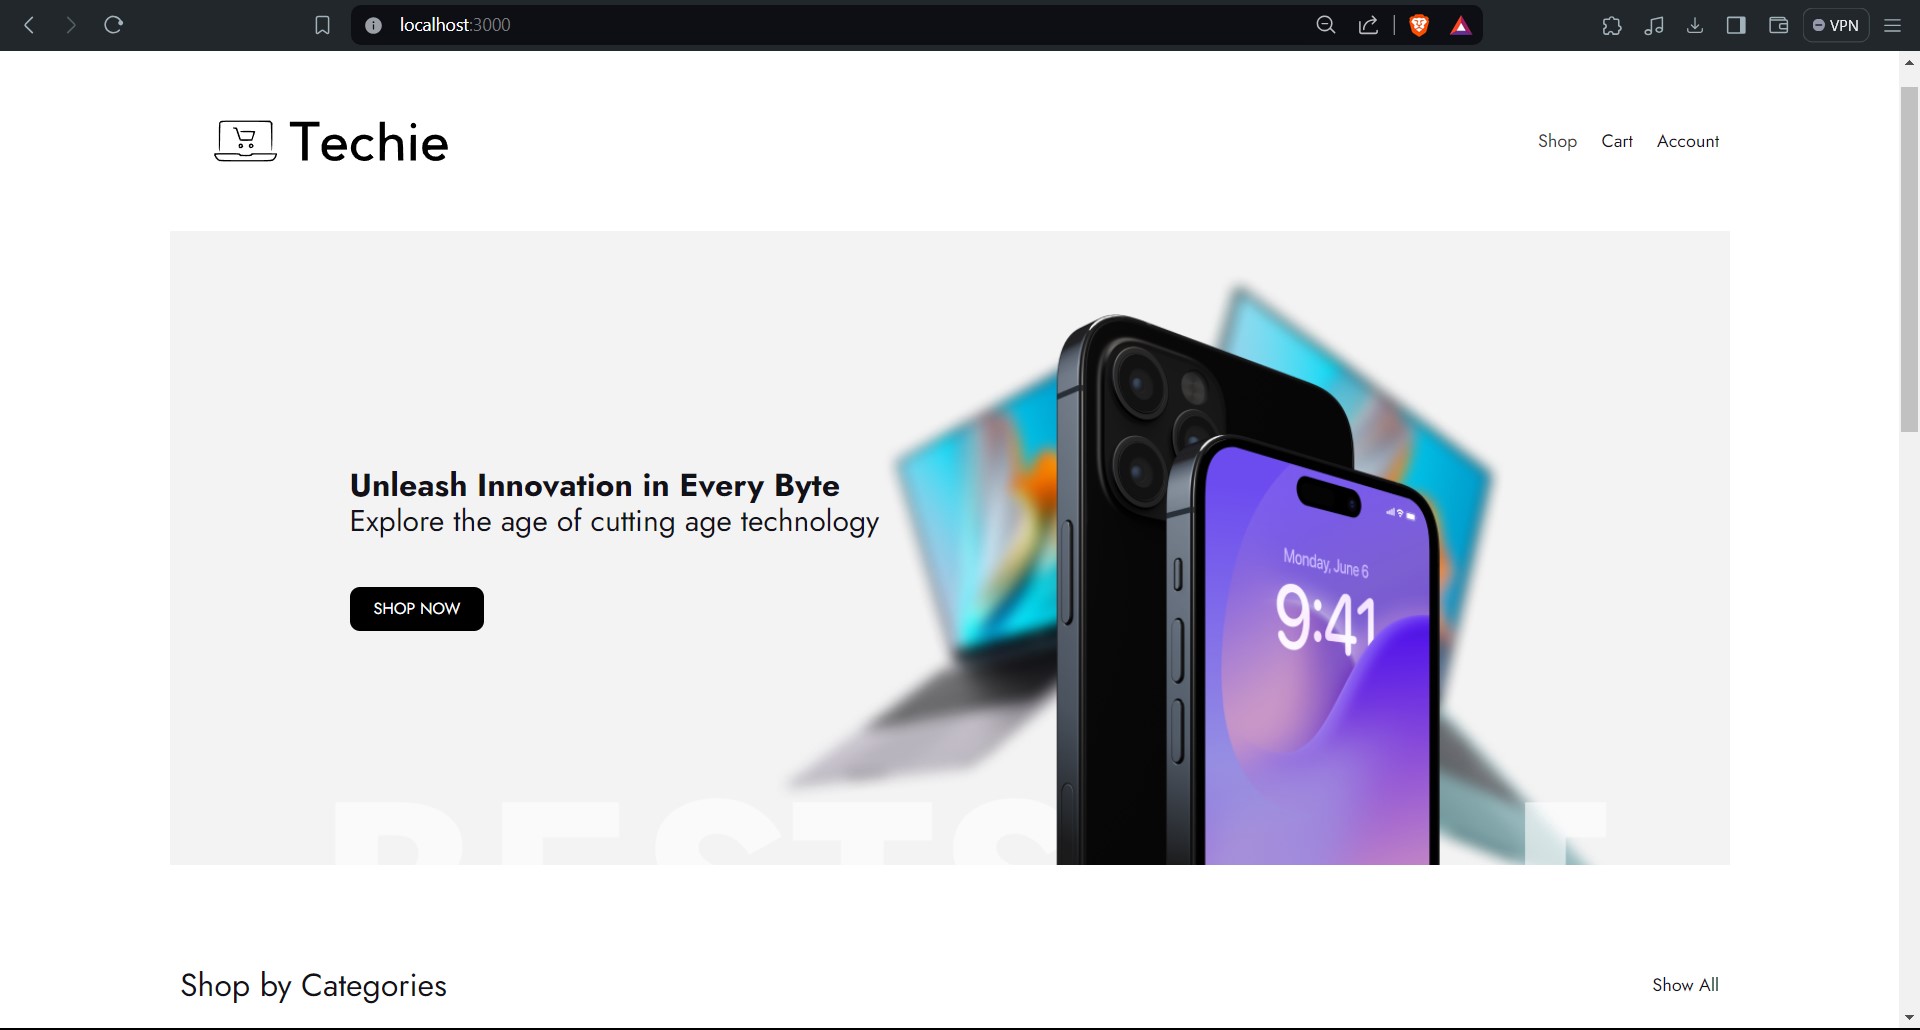 localhost:3000
VPN
Techie
Shop Cart Account
Unleash Innovation in Every Byte
Explore the age of cutting age technology
SHOP NOW
Monday, June 6
9:41
Shop by Categories
Show All